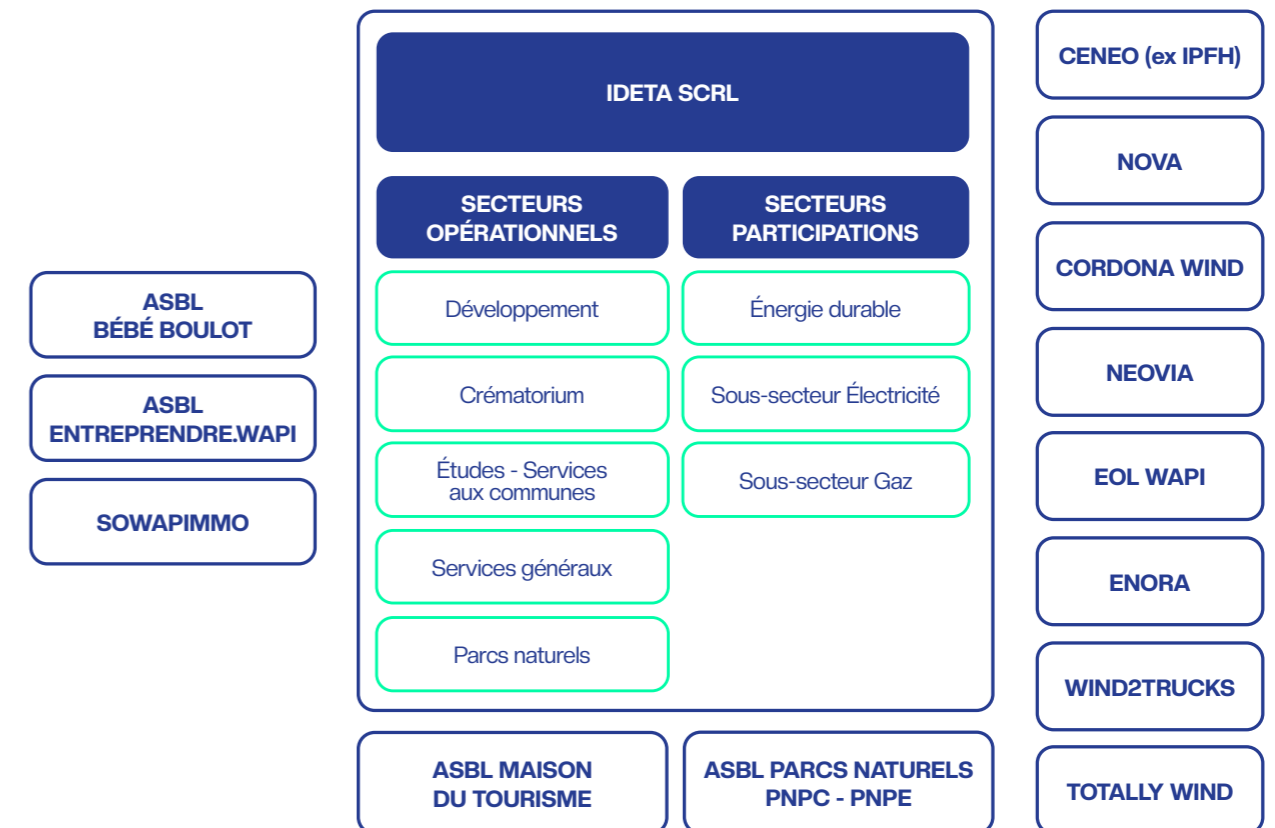 IDETA SCRL
SECTEURS
OPÉRATIONNELS
Développement
Crématorium
Études - Services
aux communes
Services généraux
Parcs naturels
SECTEURS
PARTICIPATIONS
Énergie durable
Sous-secteur Électricité
Sous-secteur Gaz
ASBL
BÉBÉ BOULOT
ASBL
ENTREPRENDRE.WAPI
SOWAPIMMO
ASBL MAISON
DU TOURISME
ASBL PARCS NATURELS
PNPC - PNPE
CENEO (ex IPFH)
NOVA
CORDONA WIND
NEOVIA
EOL WAPI
ENORA
WIND2TRUCKS
TOTALLY WIND